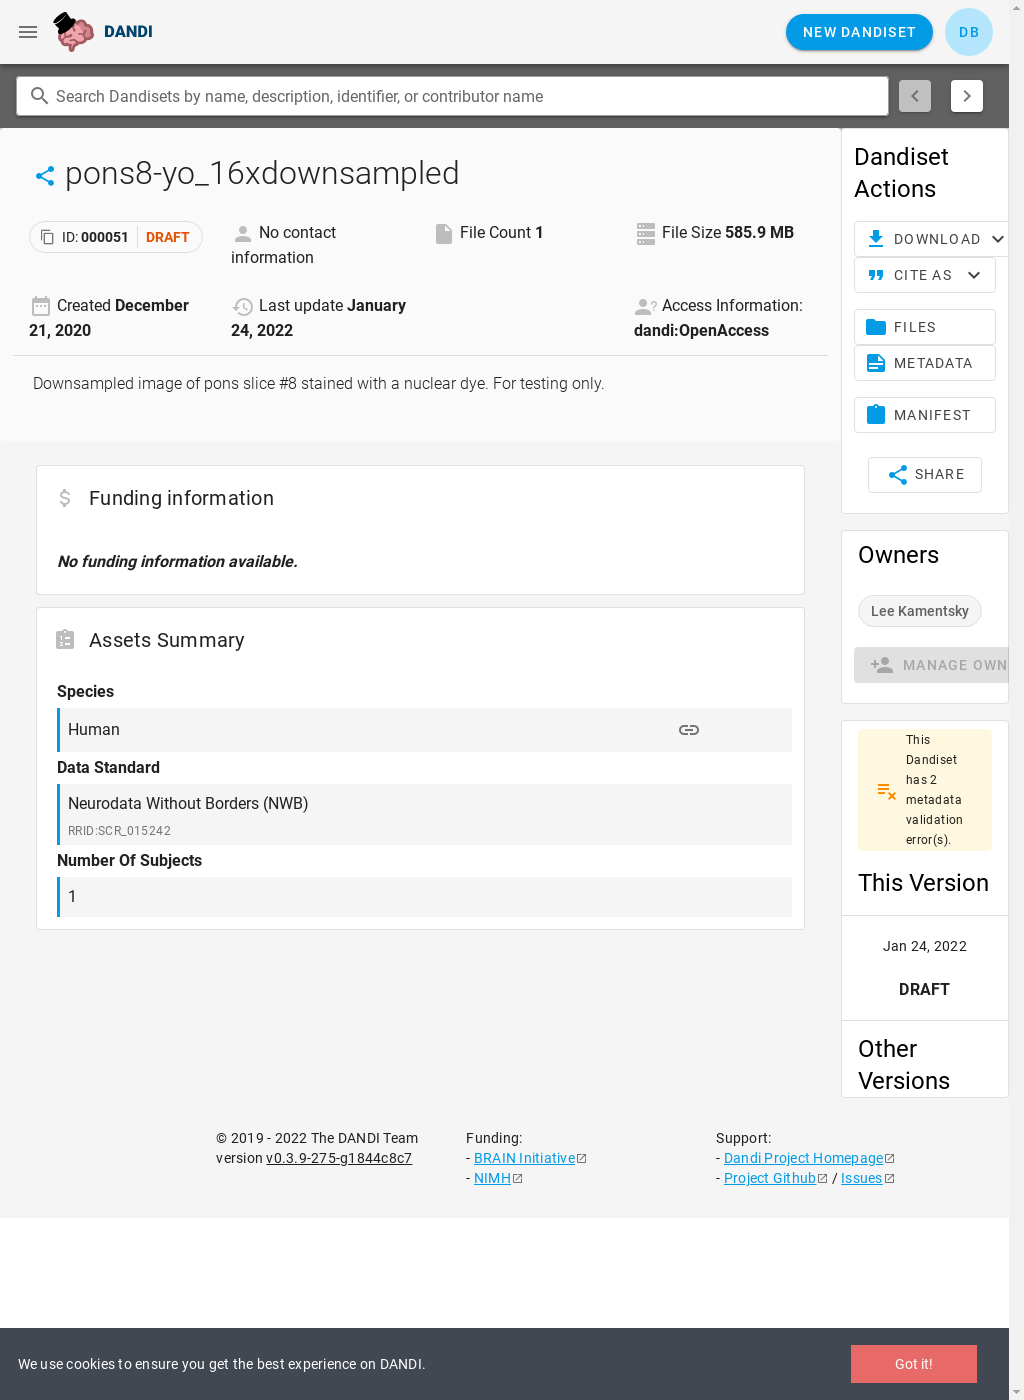 DANDI
NEW DANDISET
DB
Search Dandisets by name, description, identifier, or contributor name
pons8-yo_16xdownsampled
ID: 000051 DRAFT
No contact information
File Count 1
File Size 585.9 MB
Created December 21, 2020
Last update January 24, 2022
Access Information: dandi:OpenAccess
Downsampled image of pons slice #8 stained with a nuclear dye. For testing only.
Funding information
No funding information available.
Assets Summary
Species
Human
Data Standard
Neurodata Without Borders (NWB)
RRID:SCR_015242
Number Of Subjects
1
Dandiset
Actions
DOWNLOAD
CITE AS
FILES
METADATA
MANIFEST
SHARE
Owners
Lee Kamentsky
MANAGE OWN
This
Dandiset
has 2
metadata
validation
error(s).
This Version
Jan 24, 2022
DRAFT
Other
Versions
© 2019 - 2022 The DANDI Team
version v0.3.9-275-g1844c8c7
Funding:
- BRAIN Initiative
- NIMH
Support:
- Dandi Project Homepage
- Project Github / Issues
We use cookies to ensure you get the best experience on DANDI.
Got it!